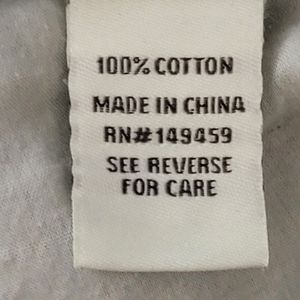 100% COTTON
MADE IN CHINA
RN#149459
SEE REVERSE
FOR CARE